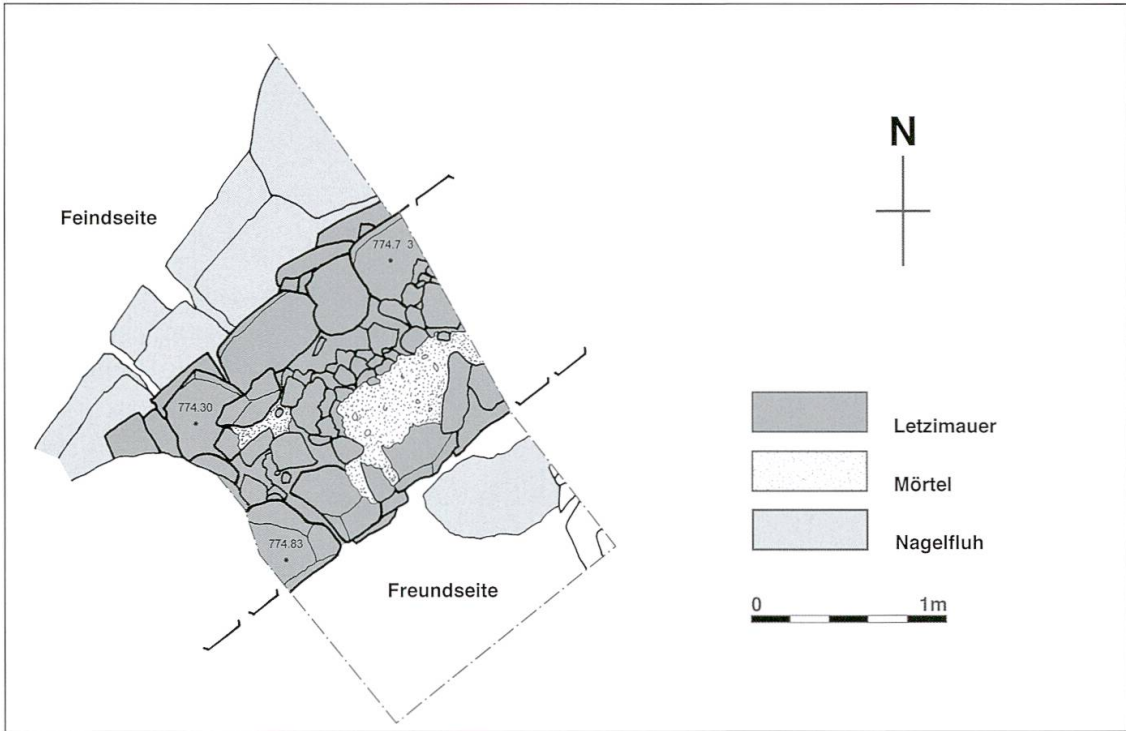 N
Feindseite
774.7 3
774.30
774.83
Freundseite
Letzimauer
Mörtel
Nagelfluh
0 1m